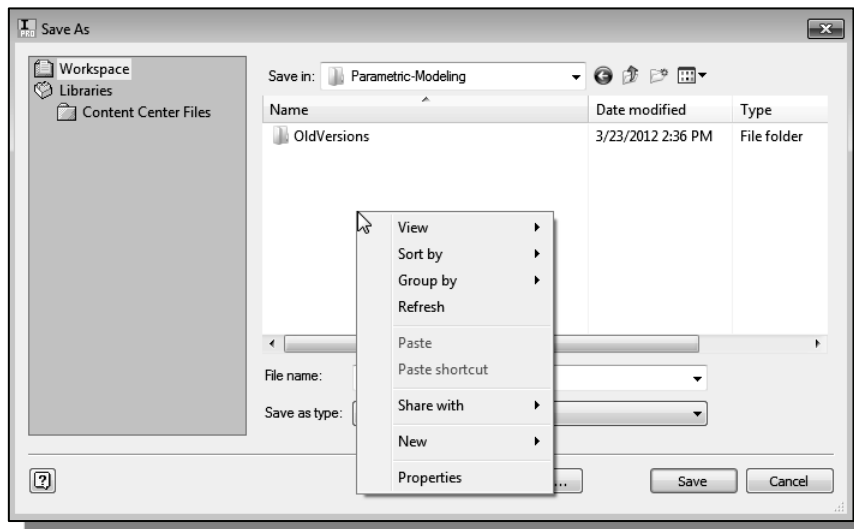 I PRO Save As
Workspace
Libraries
Content Center Files
Save in: Parametric-Modeling
Name Date modified Type
OldVersions 3/23/2012 2:36 PM File folder
View
Sort by
Group by
Refresh
Paste
Paste shortcut
File name:
Share with
Save as type:
New
Properties
... Save Cancel